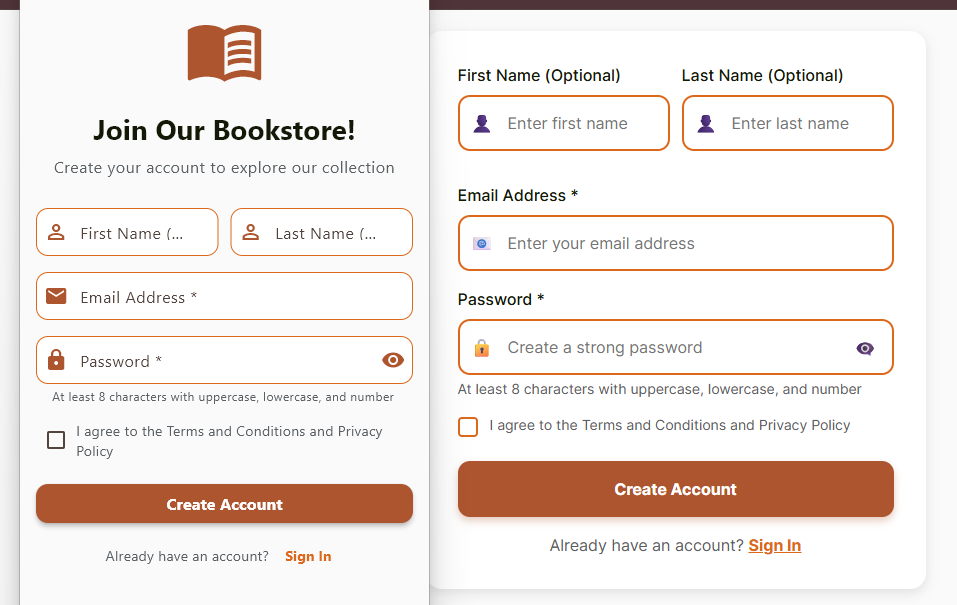 Join Our Bookstore!
Create your account to explore our collection
First Name (...
Last Name (...
Email Address *
Password *
At least 8 characters with uppercase, lowercase, and number
I agree to the Terms and Conditions and Privacy
Policy
Create Account
Already have an account? Sign In
First Name (Optional)
Last Name (Optional)
Enter first name
Enter last name
Email Address *
Enter your email address
Password *
Create a strong password
At least 8 characters with uppercase, lowercase, and number
I agree to the Terms and Conditions and Privacy Policy
Create Account
Already have an account? Sign In